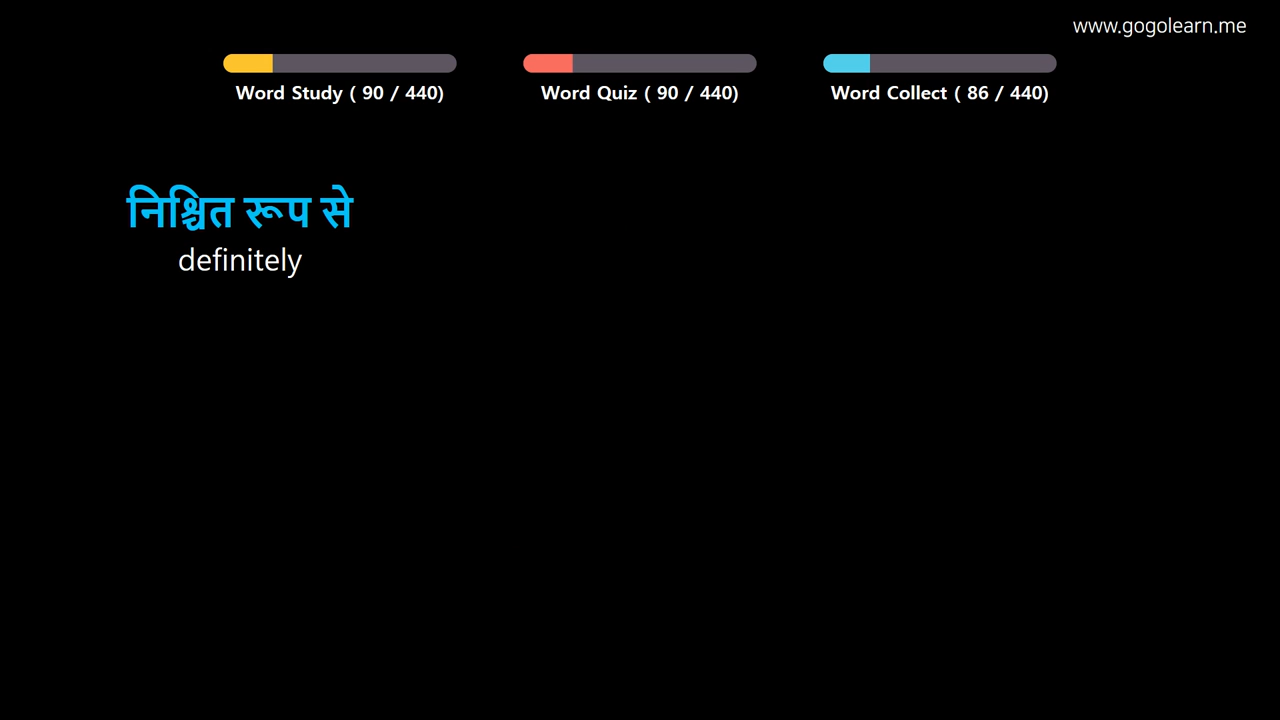 www.gogolearn.me
Word Study ( 90 / 440)
Word Quiz ( 90 / 440)
Word Collect ( 86 / 440)
निश्चित रूप से
definitely